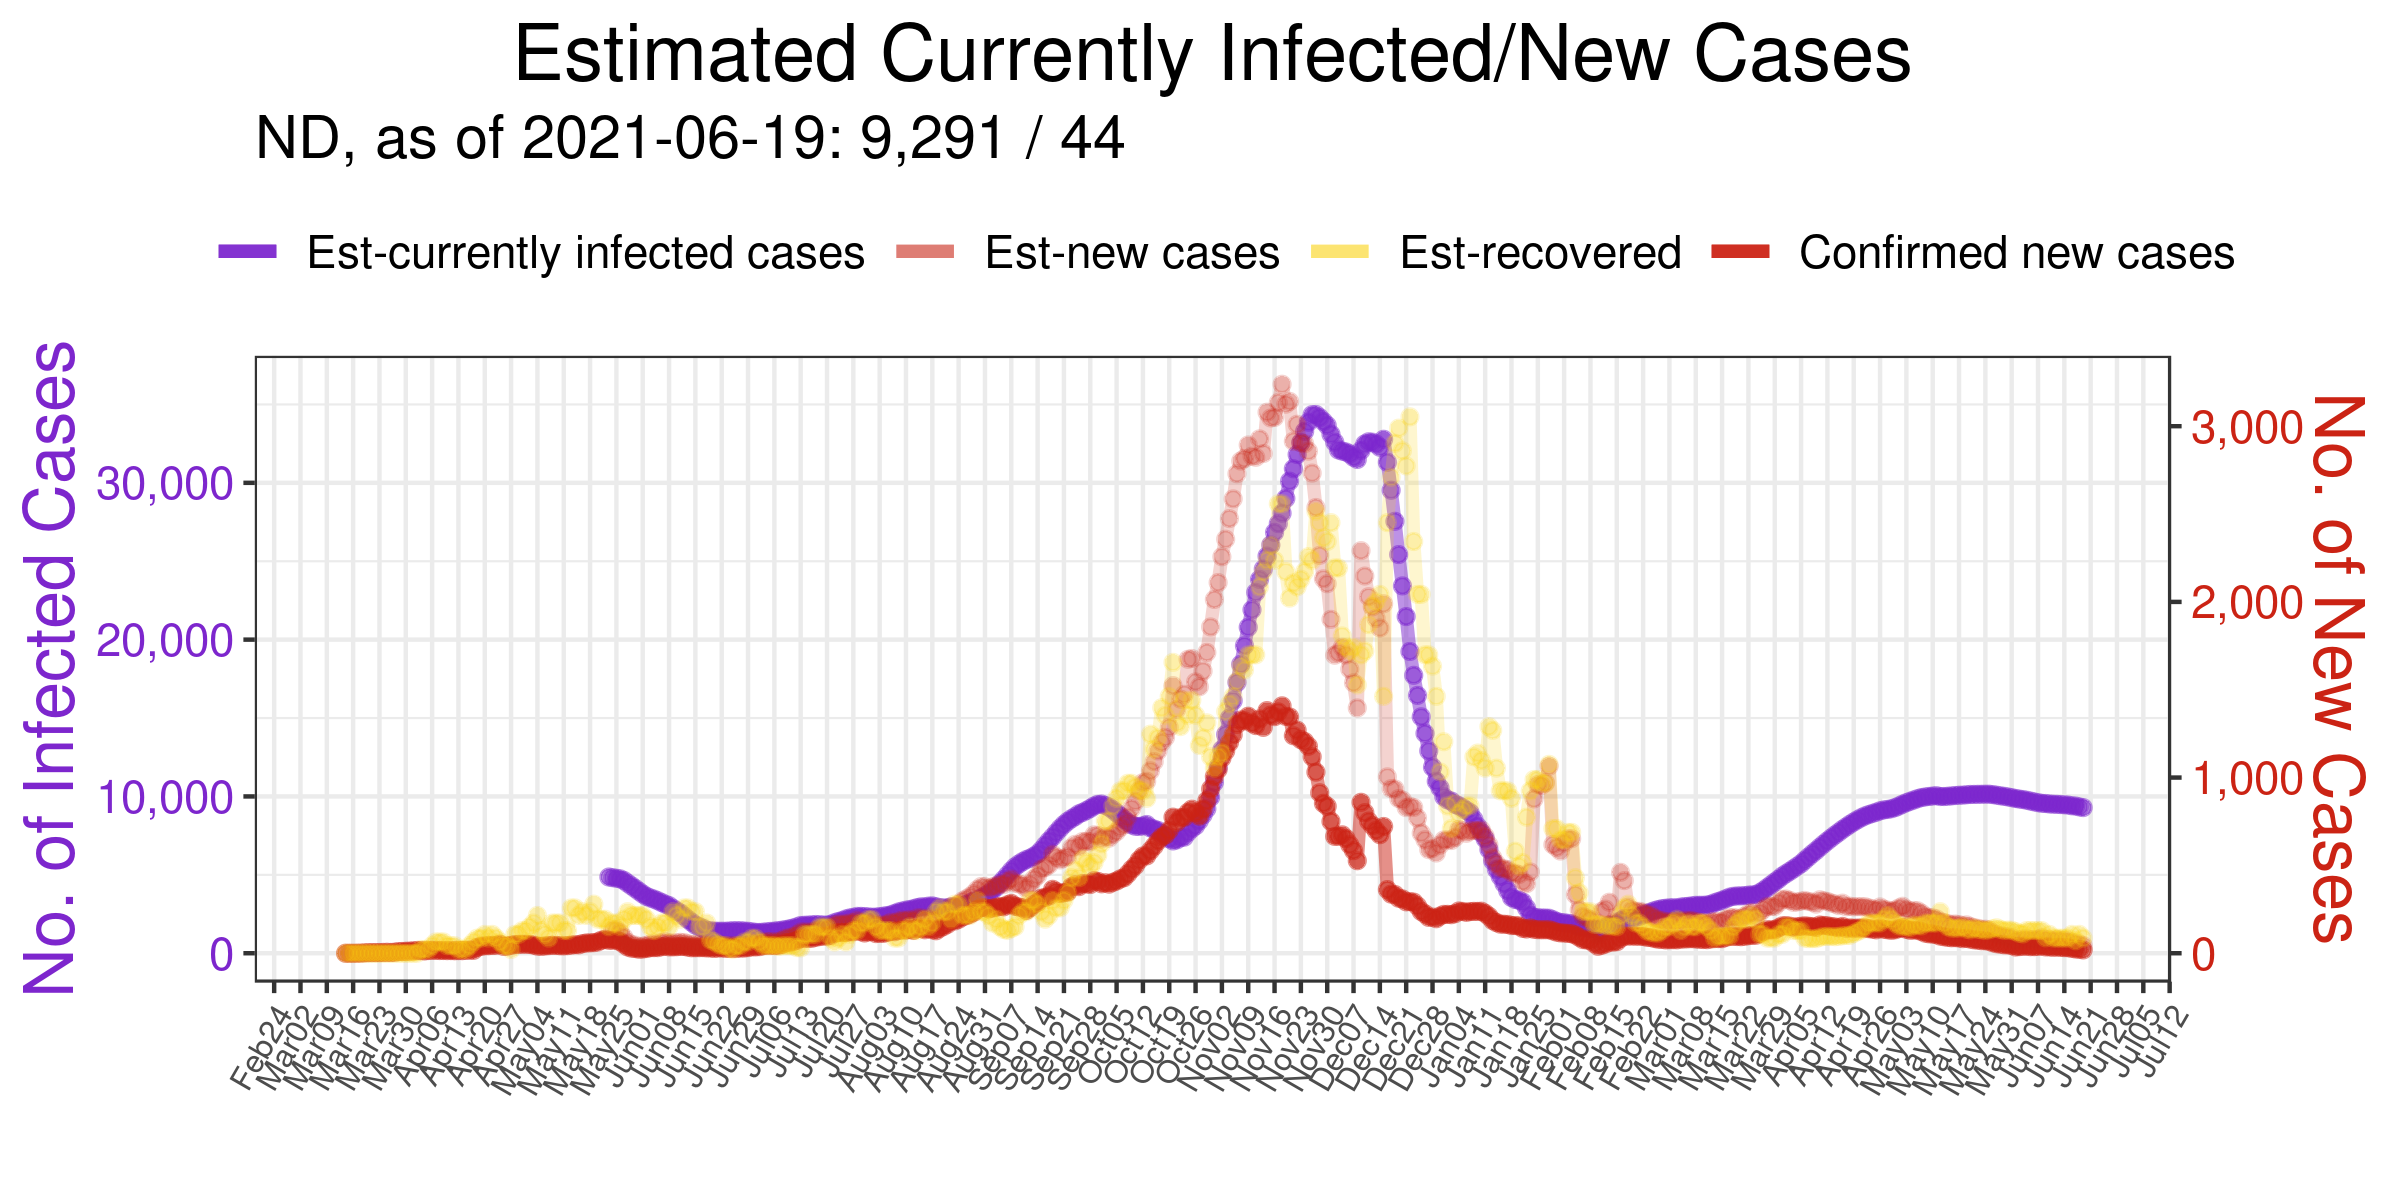 Estimated Currently Infected/New Cases
ND, as of 2021-06-19: 9,291 / 44
Est-currently infected cases
Est-new cases
Est-recovered
Confirmed new cases
No. of Infected Cases
30,000
20,000
10,000
0
3,000
2,000
1,000
0
No. of New Cases
Feb24
Mar02
Mar09
Mar16
Mar23
Mar30
Apr06
Apr13
Apr20
Apr27
May04
May11
May18
May25
Jun01
Jun08
Jun15
Jun22
Jun29
Jul06
Jul13
Jul20
Jul27
Aug03
Aug10
Aug17
Aug24
Aug31
Sep07
Sep14
Sep21
Sep28
Oct05
Oct12
Oct19
Oct26
Nov02
Nov09
Nov16
Nov23
Nov30
Dec07
Dec14
Dec21
Dec28
Jan04
Jan11
Jan18
Jan25
Feb01
Feb08
Feb15
Feb22
Mar01
Mar08
Mar15
Mar22
Mar29
Apr05
Apr12
Apr19
Apr26
May03
May10
May17
May24
May31
Jun07
Jun14
Jun21
Jun28
Jul05
Jul12